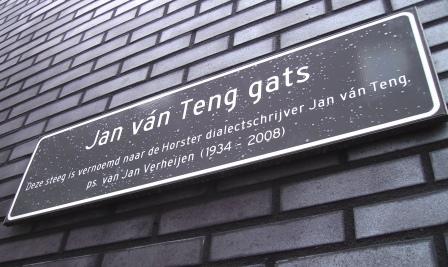 Jan ván Teng gats
Deze steeg is vernoemd naar de Horster dialectschrijver Jan ván Teng.
ps. van Jan Verheijen (1934 - 2008)